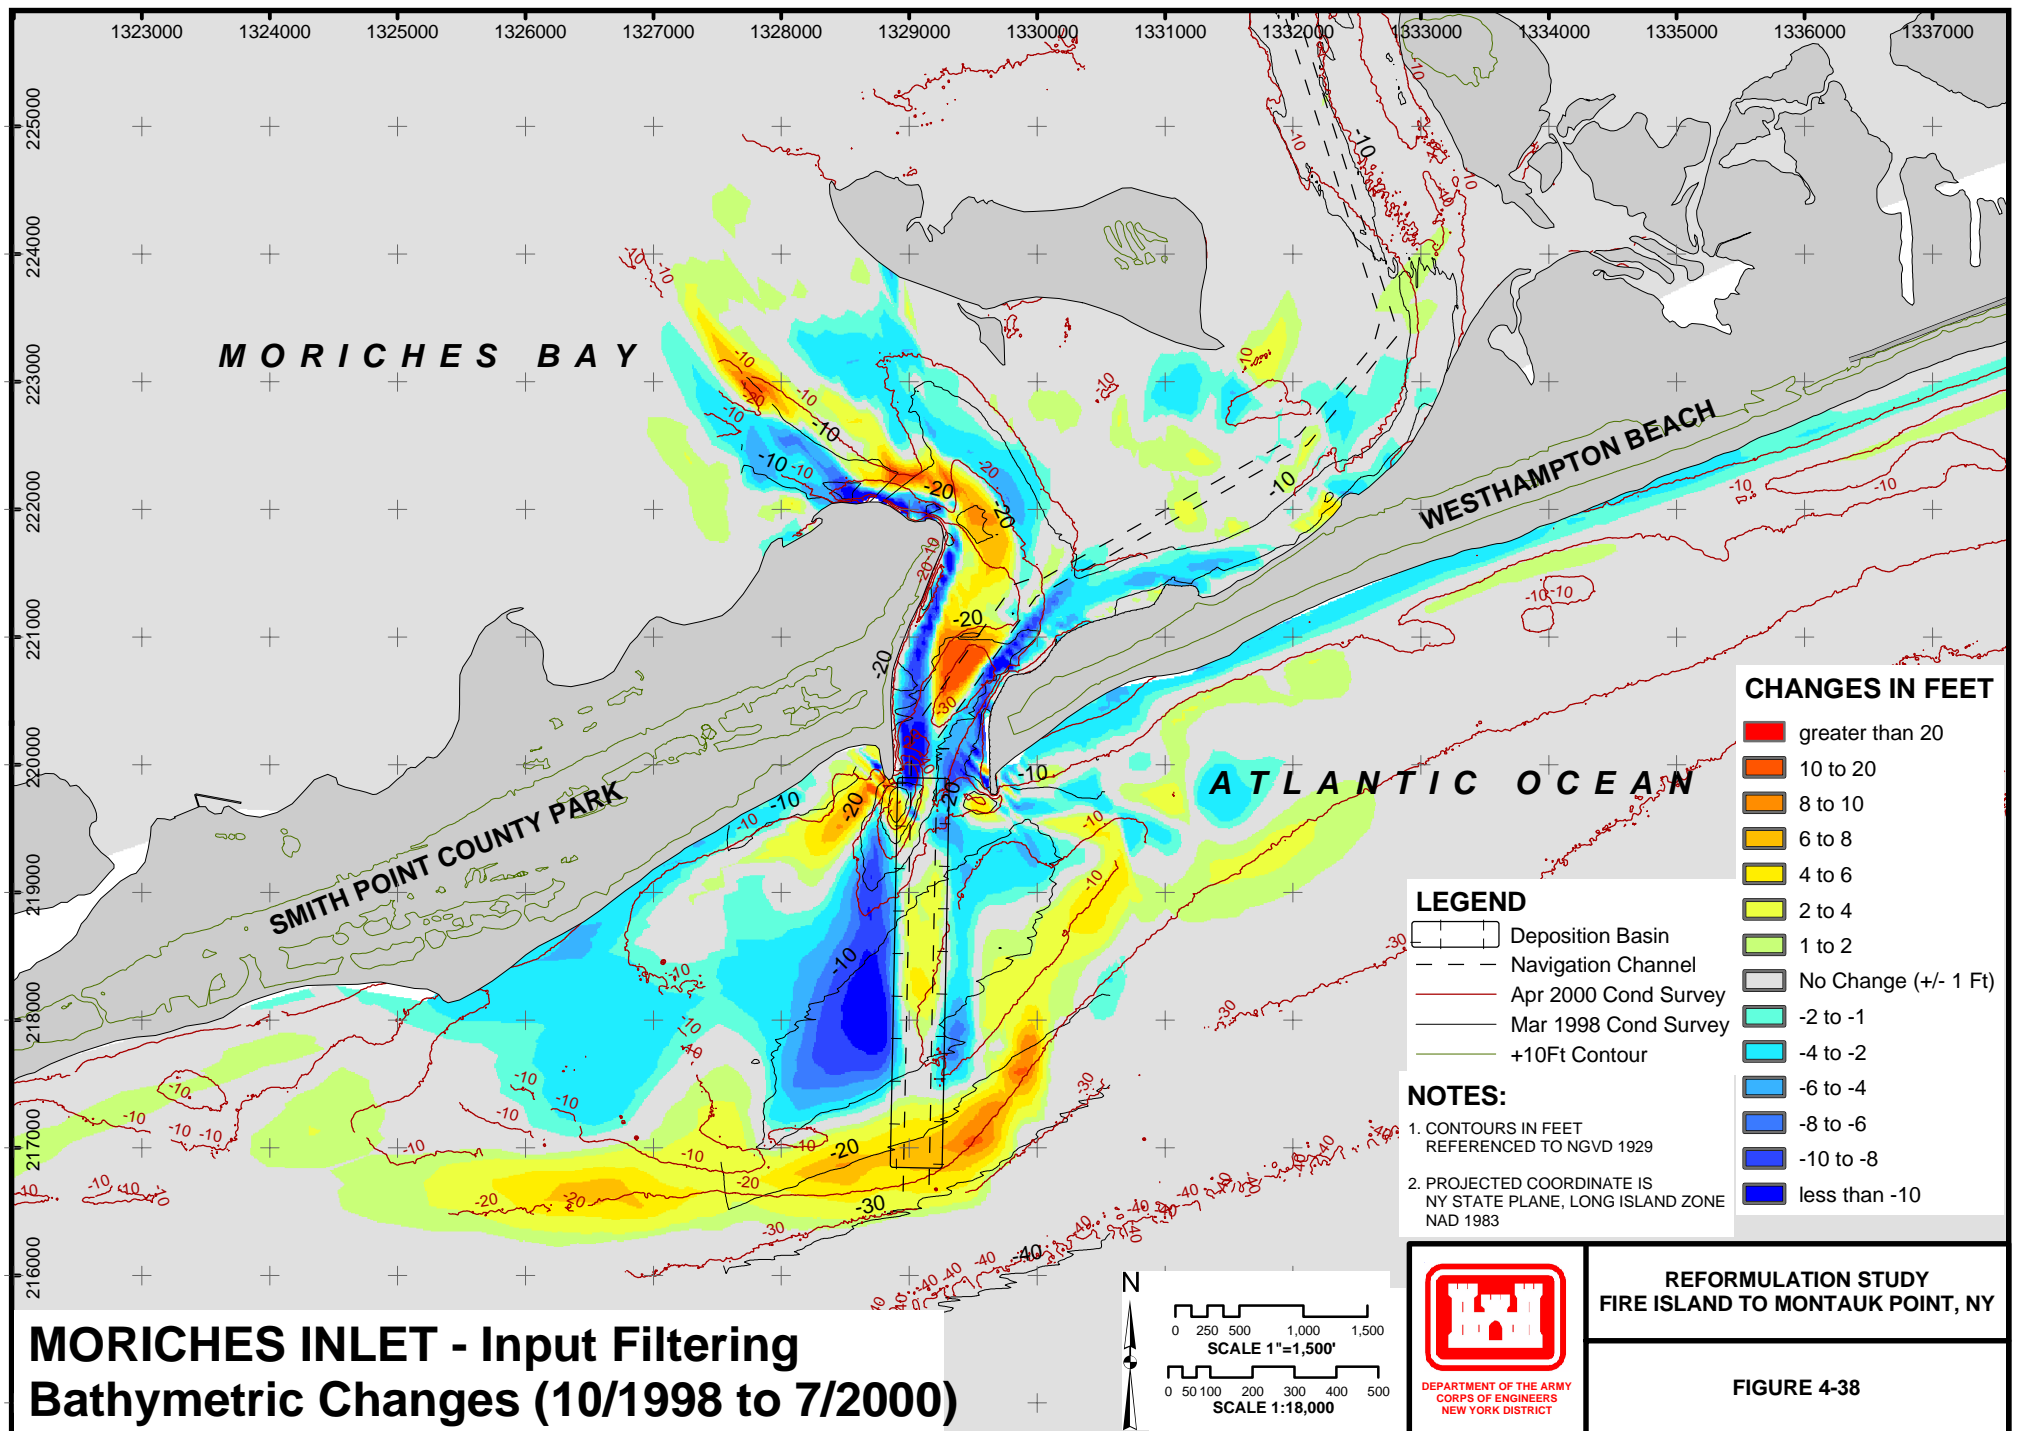 1323000 1324000 1325000 1326000 1327000 1328000 1329000 1330000 1331000 1332000 1333000 1334000 1335000 1336000 1337000
225000
224000
223000
222000
221000
220000
219000
218000
217000
216000
MORICHES BAY
WESTHAMPTON BEACH
SMITH POINT COUNTY PARK
ATLANTIC OCEAN
-10
-20
-30
-40
CHANGES IN FEET
greater than 20
10 to 20
8 to 10
6 to 8
4 to 6
2 to 4
1 to 2
No Change (+/- 1 Ft)
-2 to -1
-4 to -2
-6 to -4
-8 to -6
-10 to -8
less than -10
LEGEND
Deposition Basin
Navigation Channel
Apr 2000 Cond Survey
Mar 1998 Cond Survey
+10Ft Contour
NOTES:
1. CONTOURS IN FEET
REFERENCED TO NGVD 1929
2. PROJECTED COORDINATE IS
NY STATE PLANE, LONG ISLAND ZONE
NAD 1983
N
0 250 500 1,000 1,500
SCALE 1"=1,500'
0 50 100 200 300 400 500
SCALE 1:18,000
DEPARTMENT OF THE ARMY
CORPS OF ENGINEERS
NEW YORK DISTRICT
REFORMULATION STUDY
FIRE ISLAND TO MONTAUK POINT, NY
FIGURE 4-38
MORICHES INLET - Input Filtering
Bathymetric Changes (10/1998 to 7/2000)